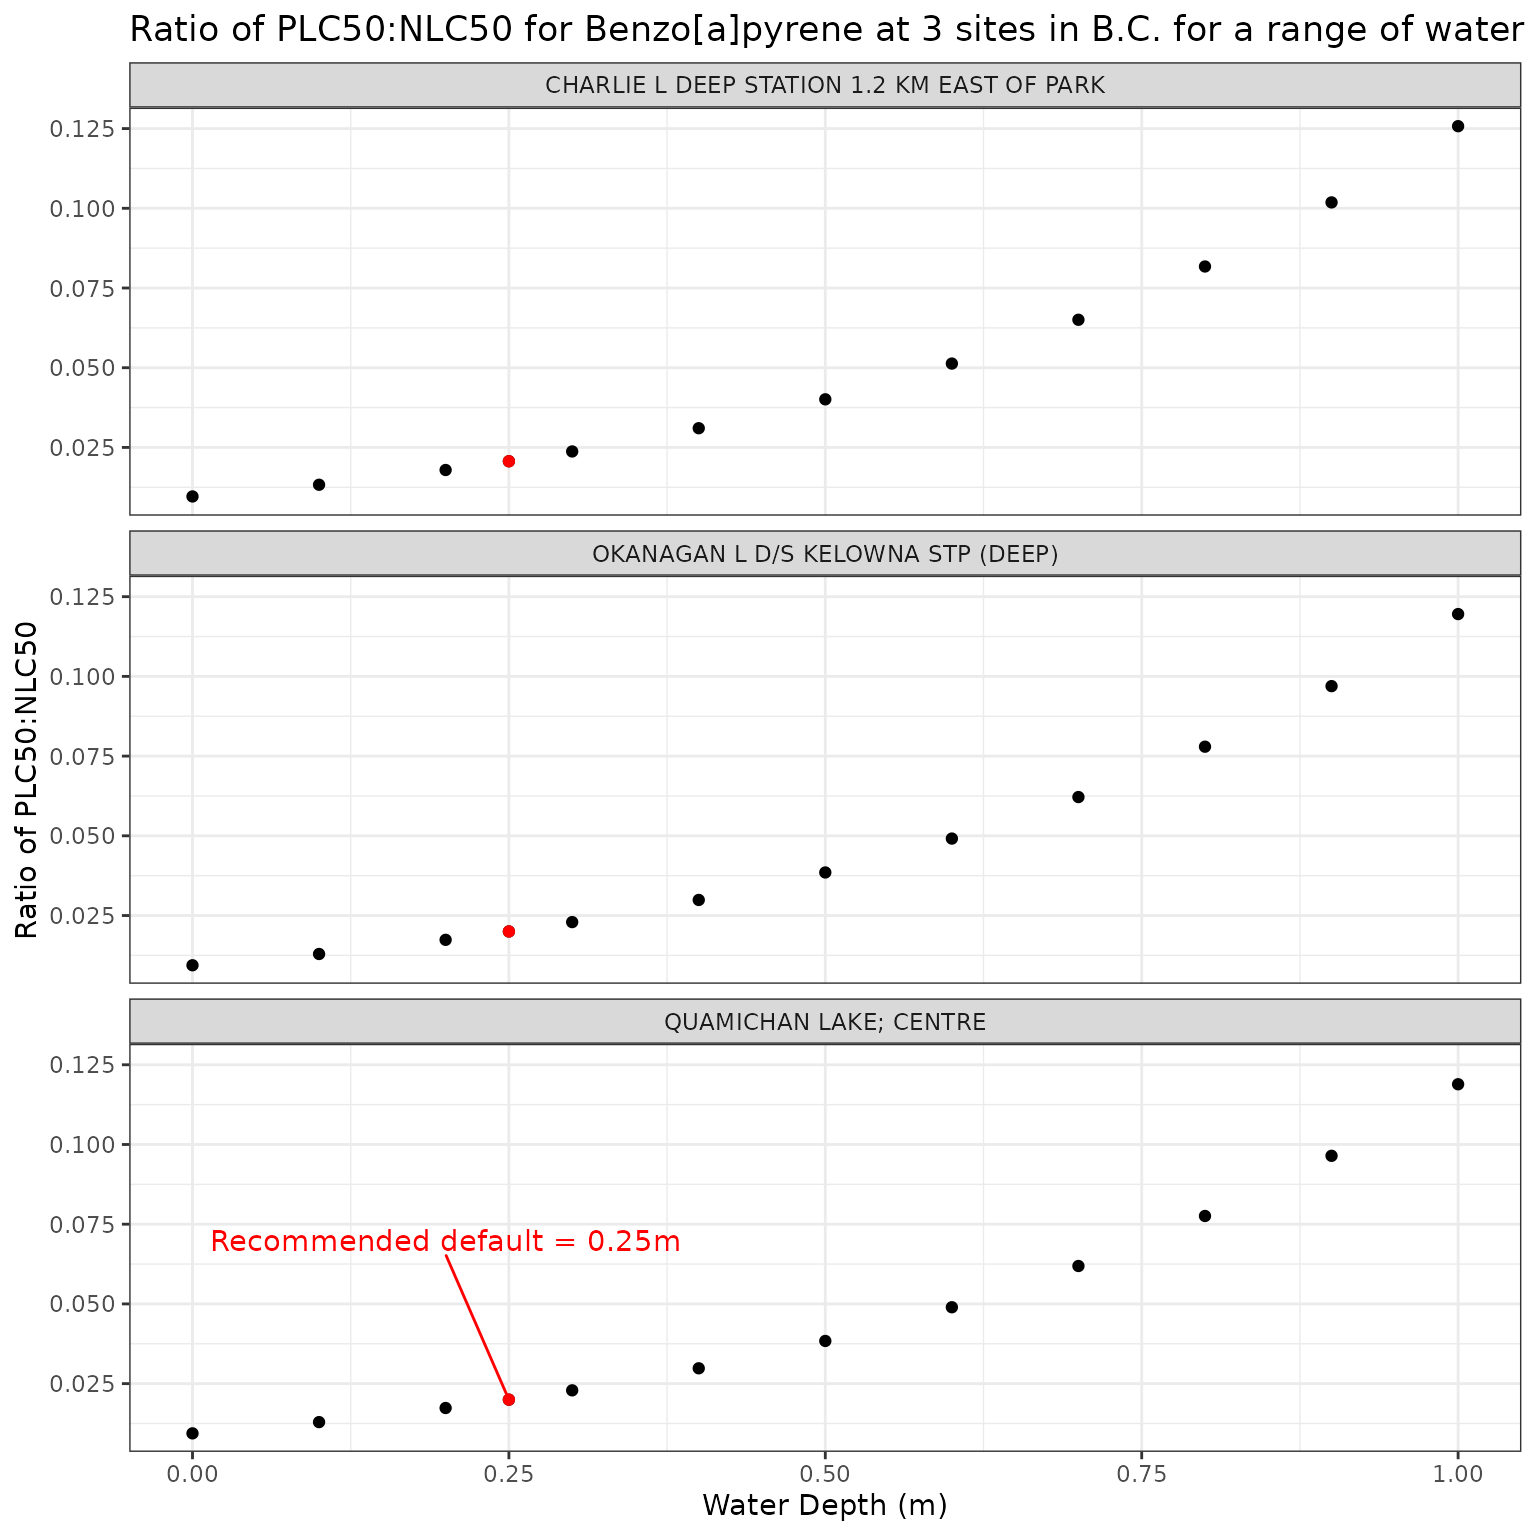 Ratio of PLC50:NLC50 for Benzo[a]pyrene at 3 sites in B.C. for a range of water
CHARLIE L DEEP STATION 1.2 KM EAST OF PARK
0.125
0.100
0.075
0.050
0.025
OKANAGAN L D/S KELOWNA STP (DEEP)
0.125
0.100
0.075
0.050
0.025
Ratio of PLC50:NLC50
QUAMICHAN LAKE; CENTRE
0.125
0.100
0.075
0.050
0.025
Recommended default = 0.25m
0.00 0.25 0.50 0.75 1.00
Water Depth (m)